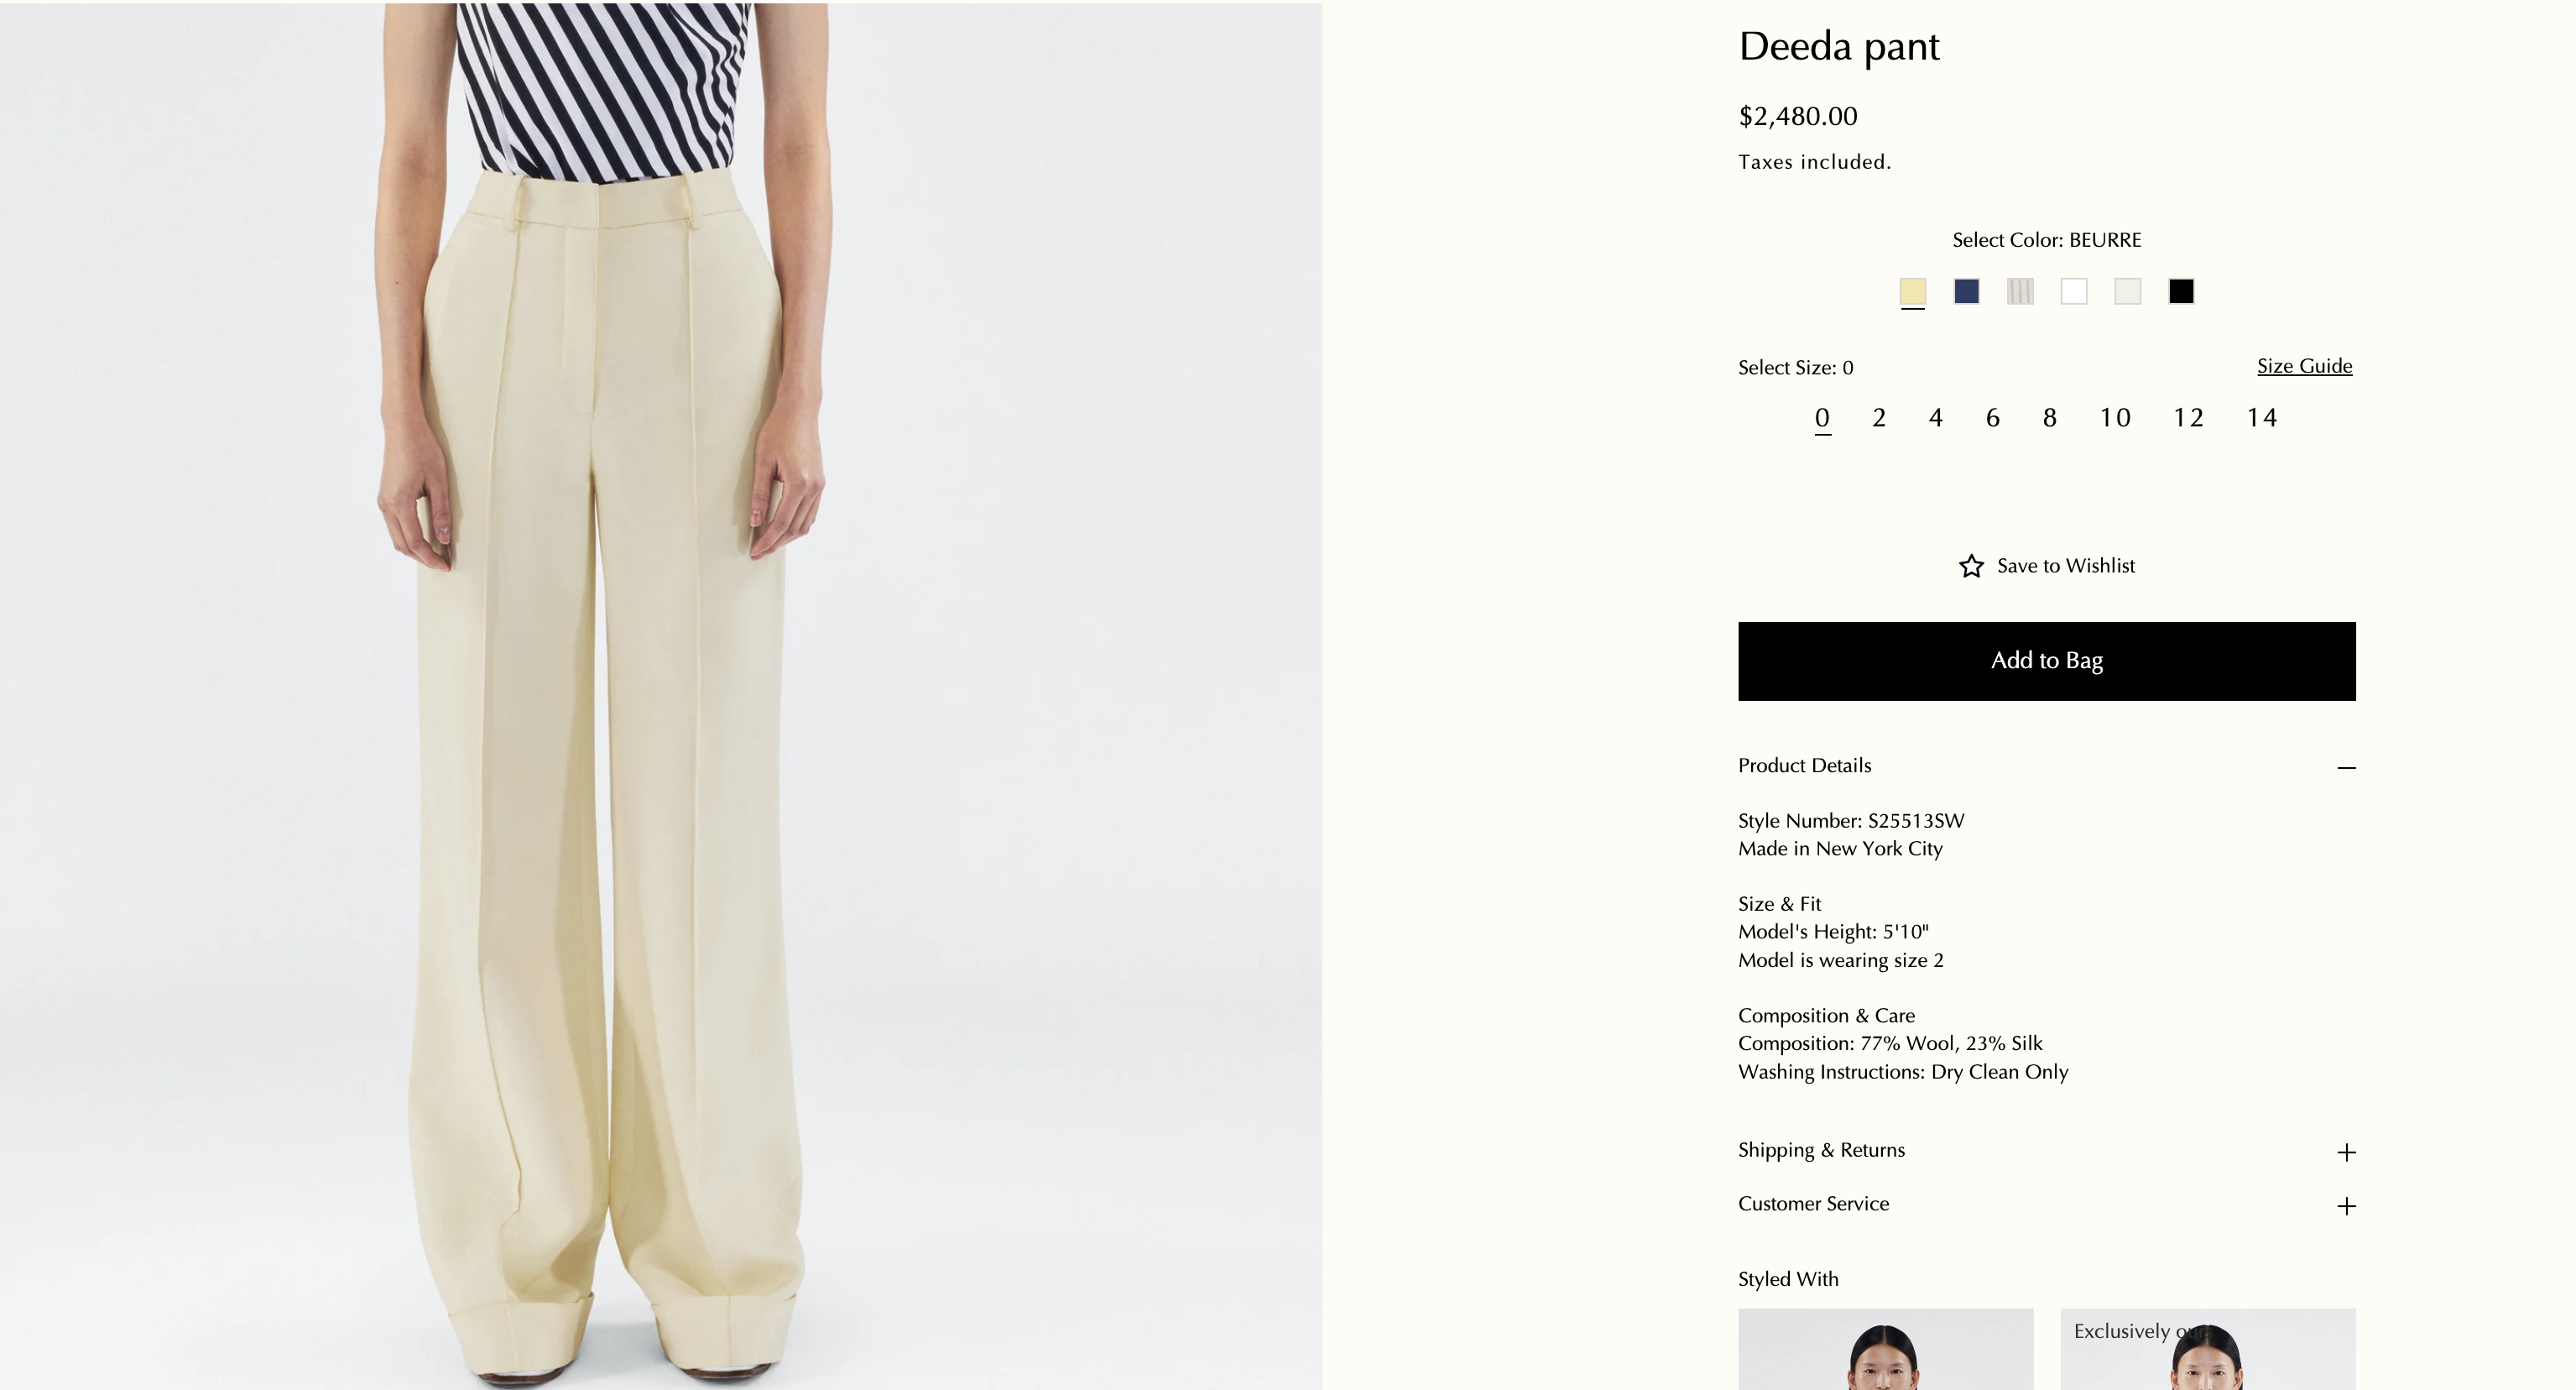 Deeda pant
$2,480.00
Taxes included.
Select Color: BEURRE
Select Size: 0
Size Guide
0 2 4 6 8 10 12 14
Save to Wishlist
Add to Bag
Product Details
Style Number: S25513SW
Made in New York City
Size & Fit
Model's Height: 5'10"
Model is wearing size 2
Composition & Care
Composition: 77% Wool, 23% Silk
Washing Instructions: Dry Clean Only
Shipping & Returns
Customer Service
Styled With
Exclusively